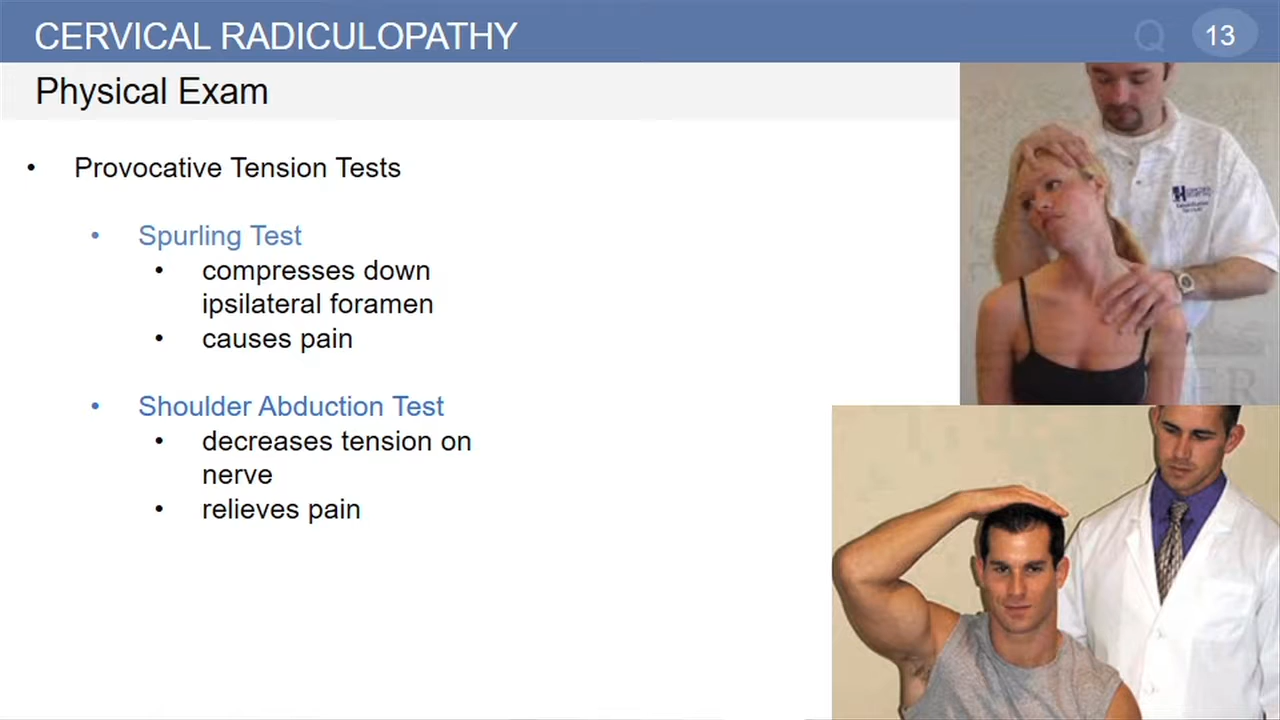 CERVICAL RADICULOPATHY
Q
13
Physical Exam
• Provocative Tension Tests
• Spurling Test
• compresses down
ipsilateral foramen
• causes pain
• Shoulder Abduction Test
• decreases tension on
nerve
• relieves pain